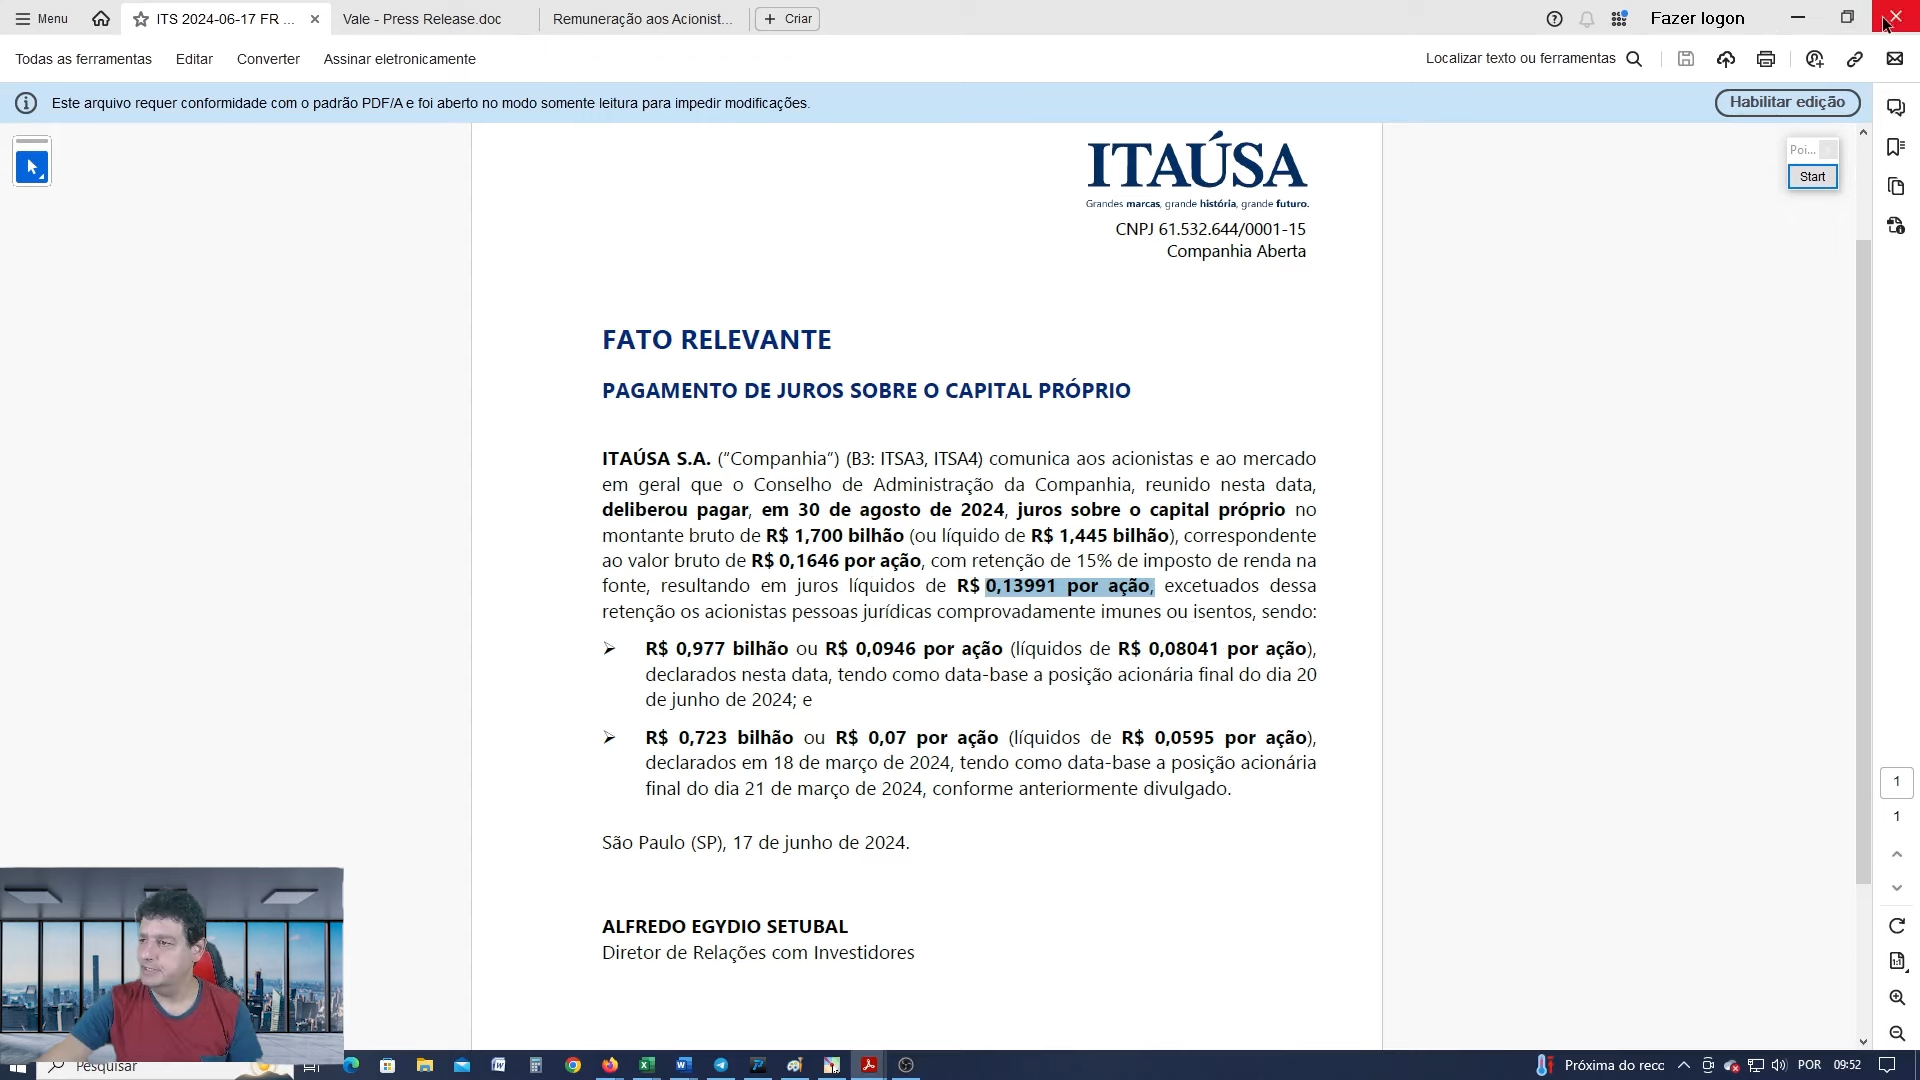 Menu
ITS 2024-06-17 FR ...
Vale - Press Release.doc
Remuneração aos Acionist...
Criar
Fazer logon
Todas as ferramentas
Editar
Converter
Assinar eletronicamente
Localizar texto ou ferramentas
Este arquivo requer conformidade com o padrão PDF/A e foi aberto no modo somente leitura para impedir modificações.
Habilitar edição
Poi...
Start
ITAÚSA
Grandes marcas, grande história, grande futuro.
CNPJ 61.532.644/0001-15
Companhia Aberta
FATO RELEVANTE
PAGAMENTO DE JUROS SOBRE O CAPITAL PRÓPRIO
ITAÚSA S.A. (“Companhia”) (B3: ITSA3, ITSA4) comunica aos acionistas e ao mercado
em geral que o Conselho de Administração da Companhia, reunido nesta data,
deliberou pagar, em 30 de agosto de 2024, juros sobre o capital próprio no
montante bruto de R$ 1,700 bilhão (ou líquido de R$ 1,445 bilhão), correspondente
ao valor bruto de R$ 0,1646 por ação, com retenção de 15% de imposto de renda na
fonte, resultando em juros líquidos de R$ 0,13991 por ação, excetuados dessa
retenção os acionistas pessoas jurídicas comprovadamente imunes ou isentos, sendo:
➢ R$ 0,977 bilhão ou R$ 0,0946 por ação (líquidos de R$ 0,08041 por ação),
declarados nesta data, tendo como data-base a posição acionária final do dia 20
de junho de 2024; e
➢ R$ 0,723 bilhão ou R$ 0,07 por ação (líquidos de R$ 0,0595 por ação),
declarados em 18 de março de 2024, tendo como data-base a posição acionária
final do dia 21 de março de 2024, conforme anteriormente divulgado.
São Paulo (SP), 17 de junho de 2024.
ALFREDO EGYDIO SETUBAL
Diretor de Relações com Investidores
1
1
Pesquisar
Próxima do recc
POR
09:52